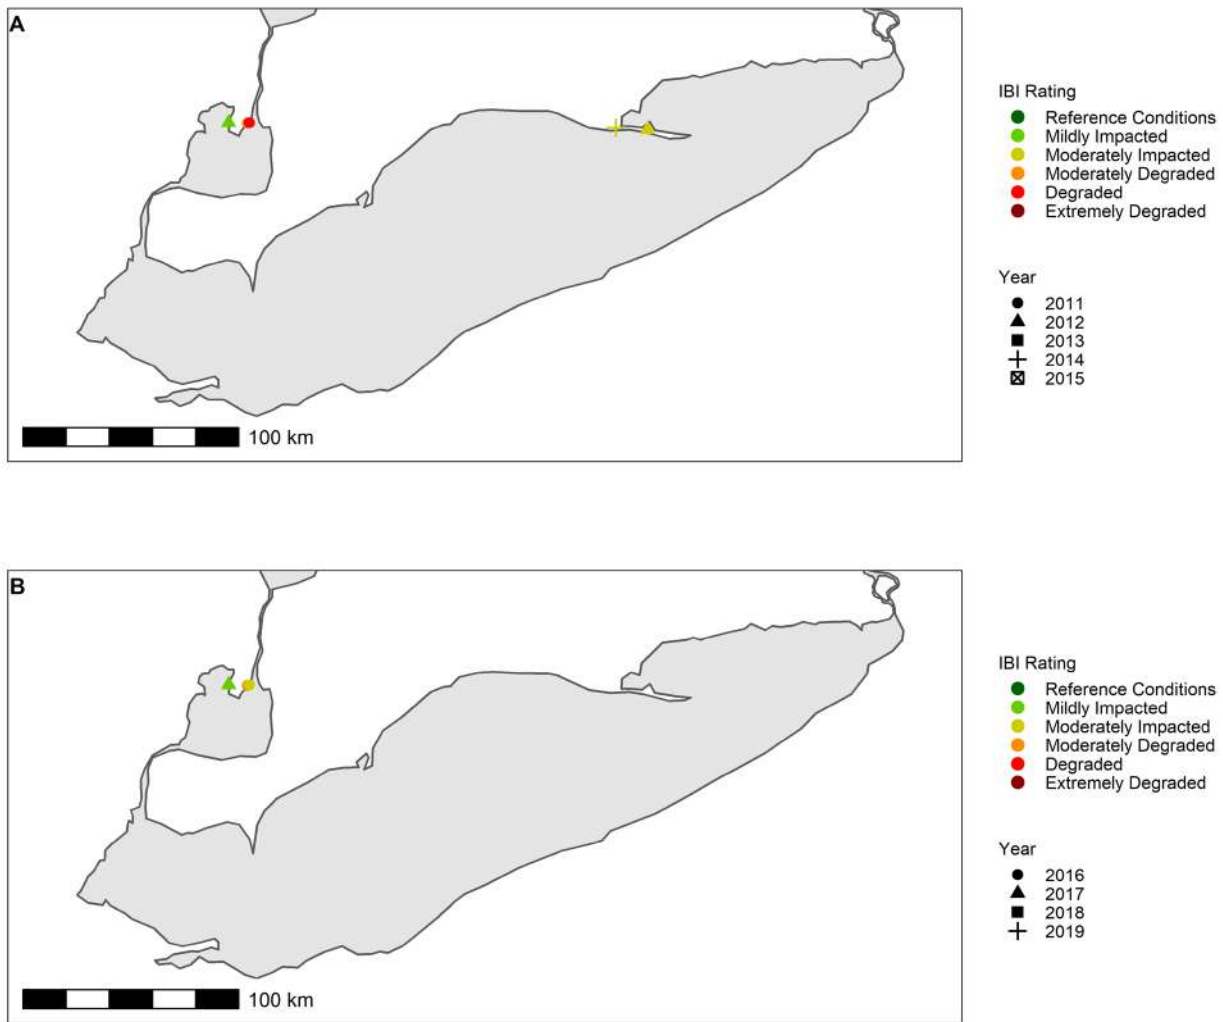 A
IBI Rating
Reference Conditions
Mildly Impacted
Moderately Impacted
Moderately Degraded
Degraded
Extremely Degraded
Year
2011
2012
2013
2014
2015
100 km
B
IBI Rating
Reference Conditions
Mildly Impacted
Moderately Impacted
Moderately Degraded
Degraded
Extremely Degraded
Year
2016
2017
2018
2019
100 km